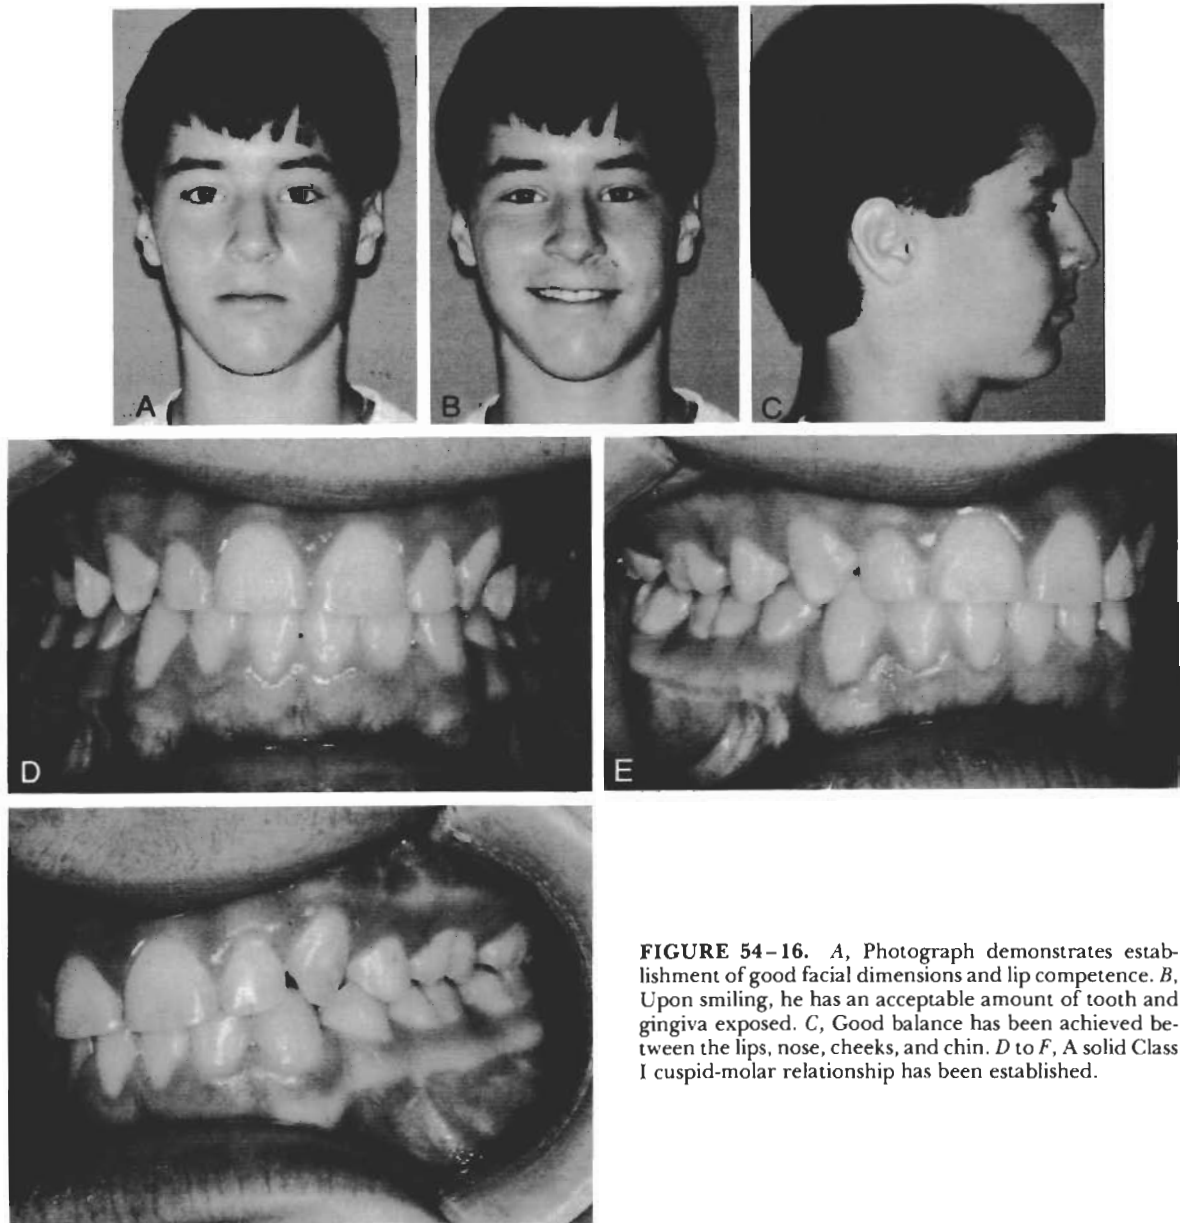 A
B
C
D
E
FIGURE 54–16. A, Photograph demonstrates estab-
lishment of good facial dimensions and lip competence. B,
Upon smiling, he has an acceptable amount of tooth and
gingiva exposed. C, Good balance has been achieved be-
tween the lips, nose, cheeks, and chin. D to F, A solid Class
I cuspid-molar relationship has been established.